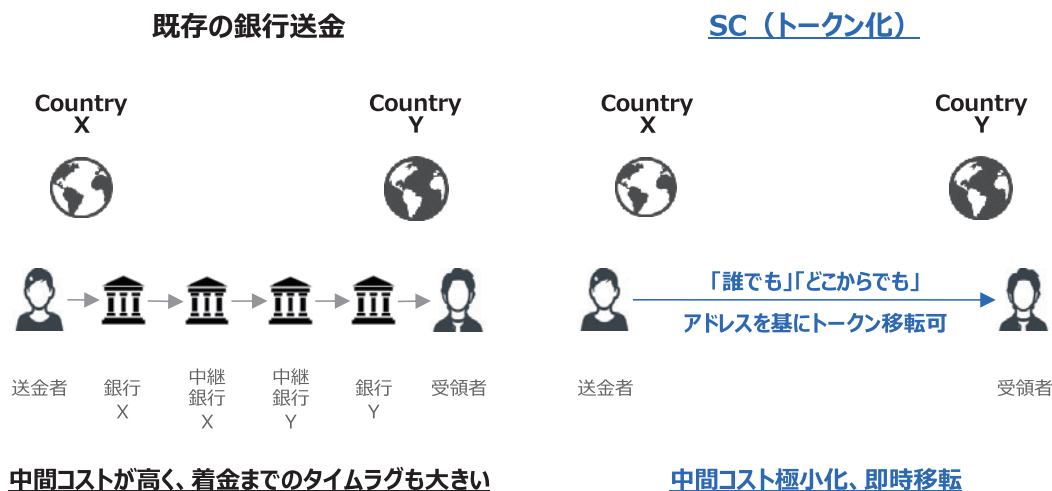 既存の銀行送金
Country
X
Country
Y
送金者
銀行
X
中継
銀行
X
中継
銀行
Y
銀行
Y
受領者
中間コストが高く、着金までのタイムラグも大きい
SC（トークン化）
Country
X
Country
Y
「誰でも」「どこからでも」
アドレスを基にトークン移転可
送金者
受領者
中間コスト極小化、即時移転